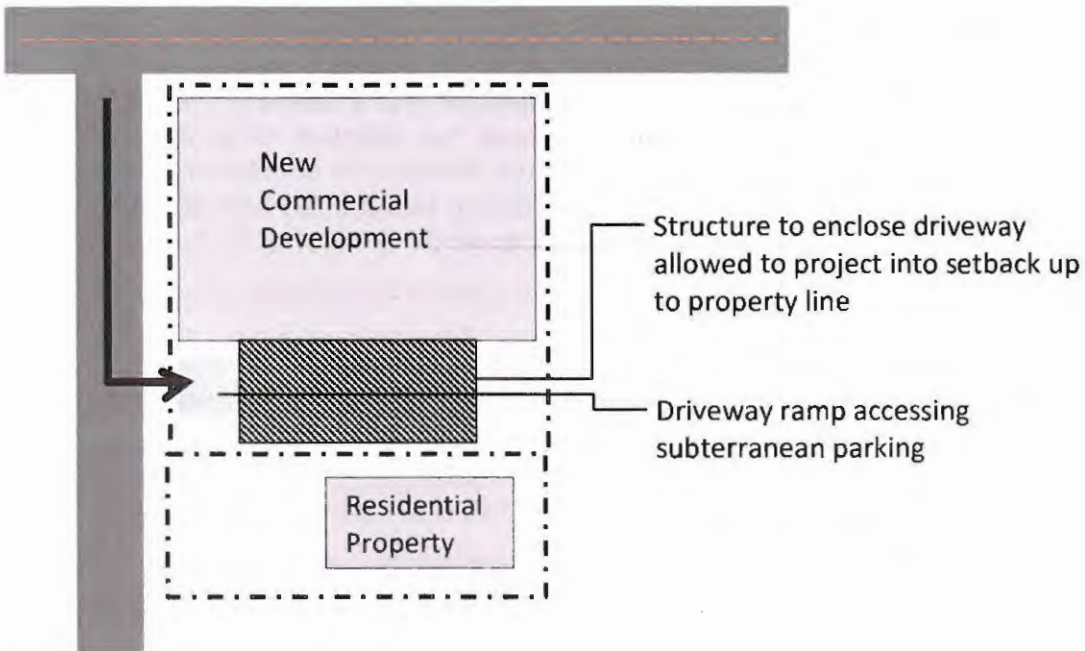 New
Commercial
Development
Structure to enclose driveway
allowed to project into setback up
to property line
Driveway ramp accessing
subterranean parking
Residential
Property